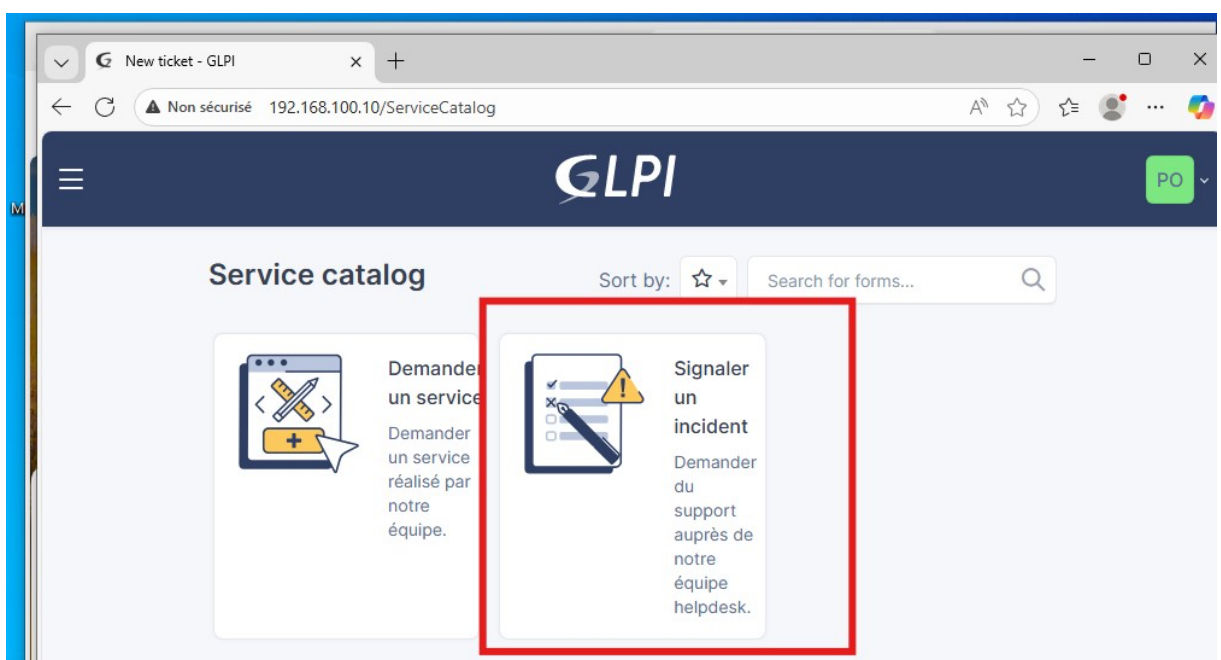 New ticket - GLPI
Non sécurisé 192.168.100.10/ServiceCatalog
M
GLPI
PO
Service catalog
Sort by:
Search for forms...
Demander
un service
Demander
un service
réalisé par
notre
équipe.
Signaler
un
incident
Demander
du
support
auprès de
notre
équipe
helpdesk.